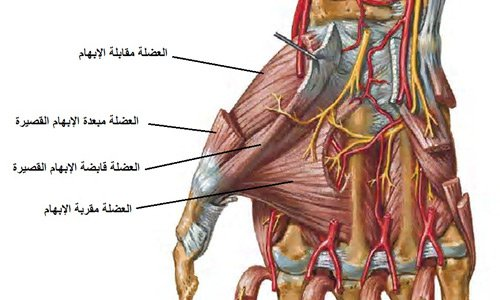 العضلة مقابلة الإبهام
العضلة مبعدة الإبهام القصيرة
العضلة قابضة الإبهام القصيرة
العضلة مقربة الإبهام